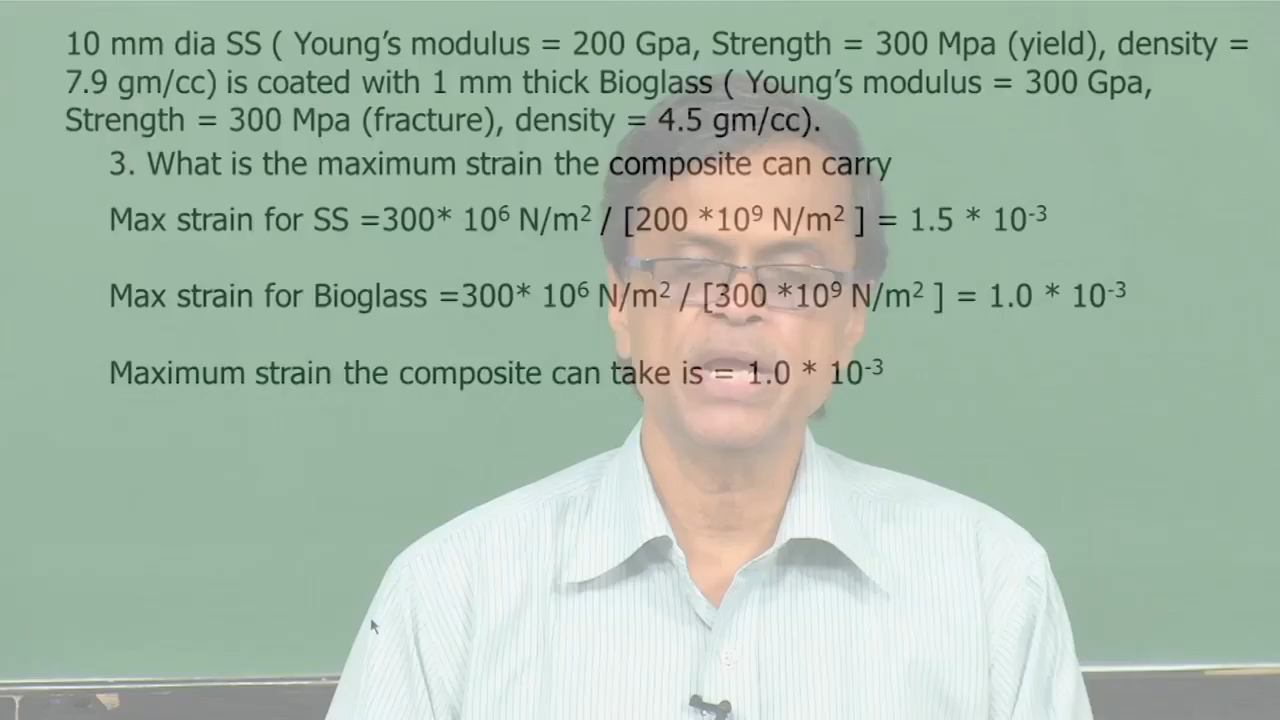 10 mm dia SS ( Young's modulus = 200 Gpa, Strength = 300 Mpa (yield), density =
7.9 gm/cc) is coated with 1 mm thick Bioglass ( Young's modulus = 300 Gpa,
Strength = 300 Mpa (fracture), density = 4.5 gm/cc).
3. What is the maximum strain the composite can carry
Max strain for SS =300* 10⁶ N/m² / [200 *10⁹ N/m² ] = 1.5 * 10⁻³
Max strain for Bioglass =300* 10⁶ N/m² / [300 *10⁹ N/m² ] = 1.0 * 10⁻³
Maximum strain the composite can take is = 1.0 * 10⁻³